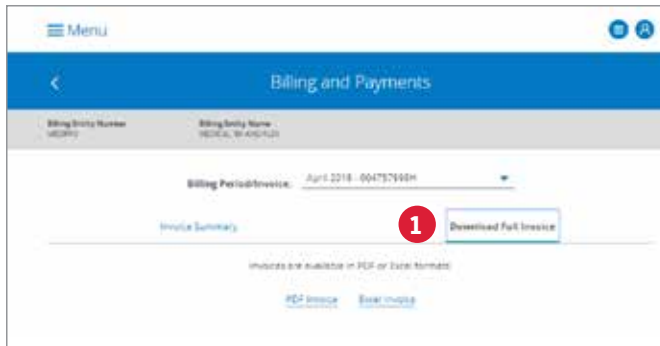 Menu
Billing and Payments
Billing Entity Number
Billing Entity Name
Billing Period/Invoice:
April 2018 -
1
Invoice Summary
Download Full Invoice
Invoices are available in PDF or Excel formats
PDF Invoice
Excel Invoice